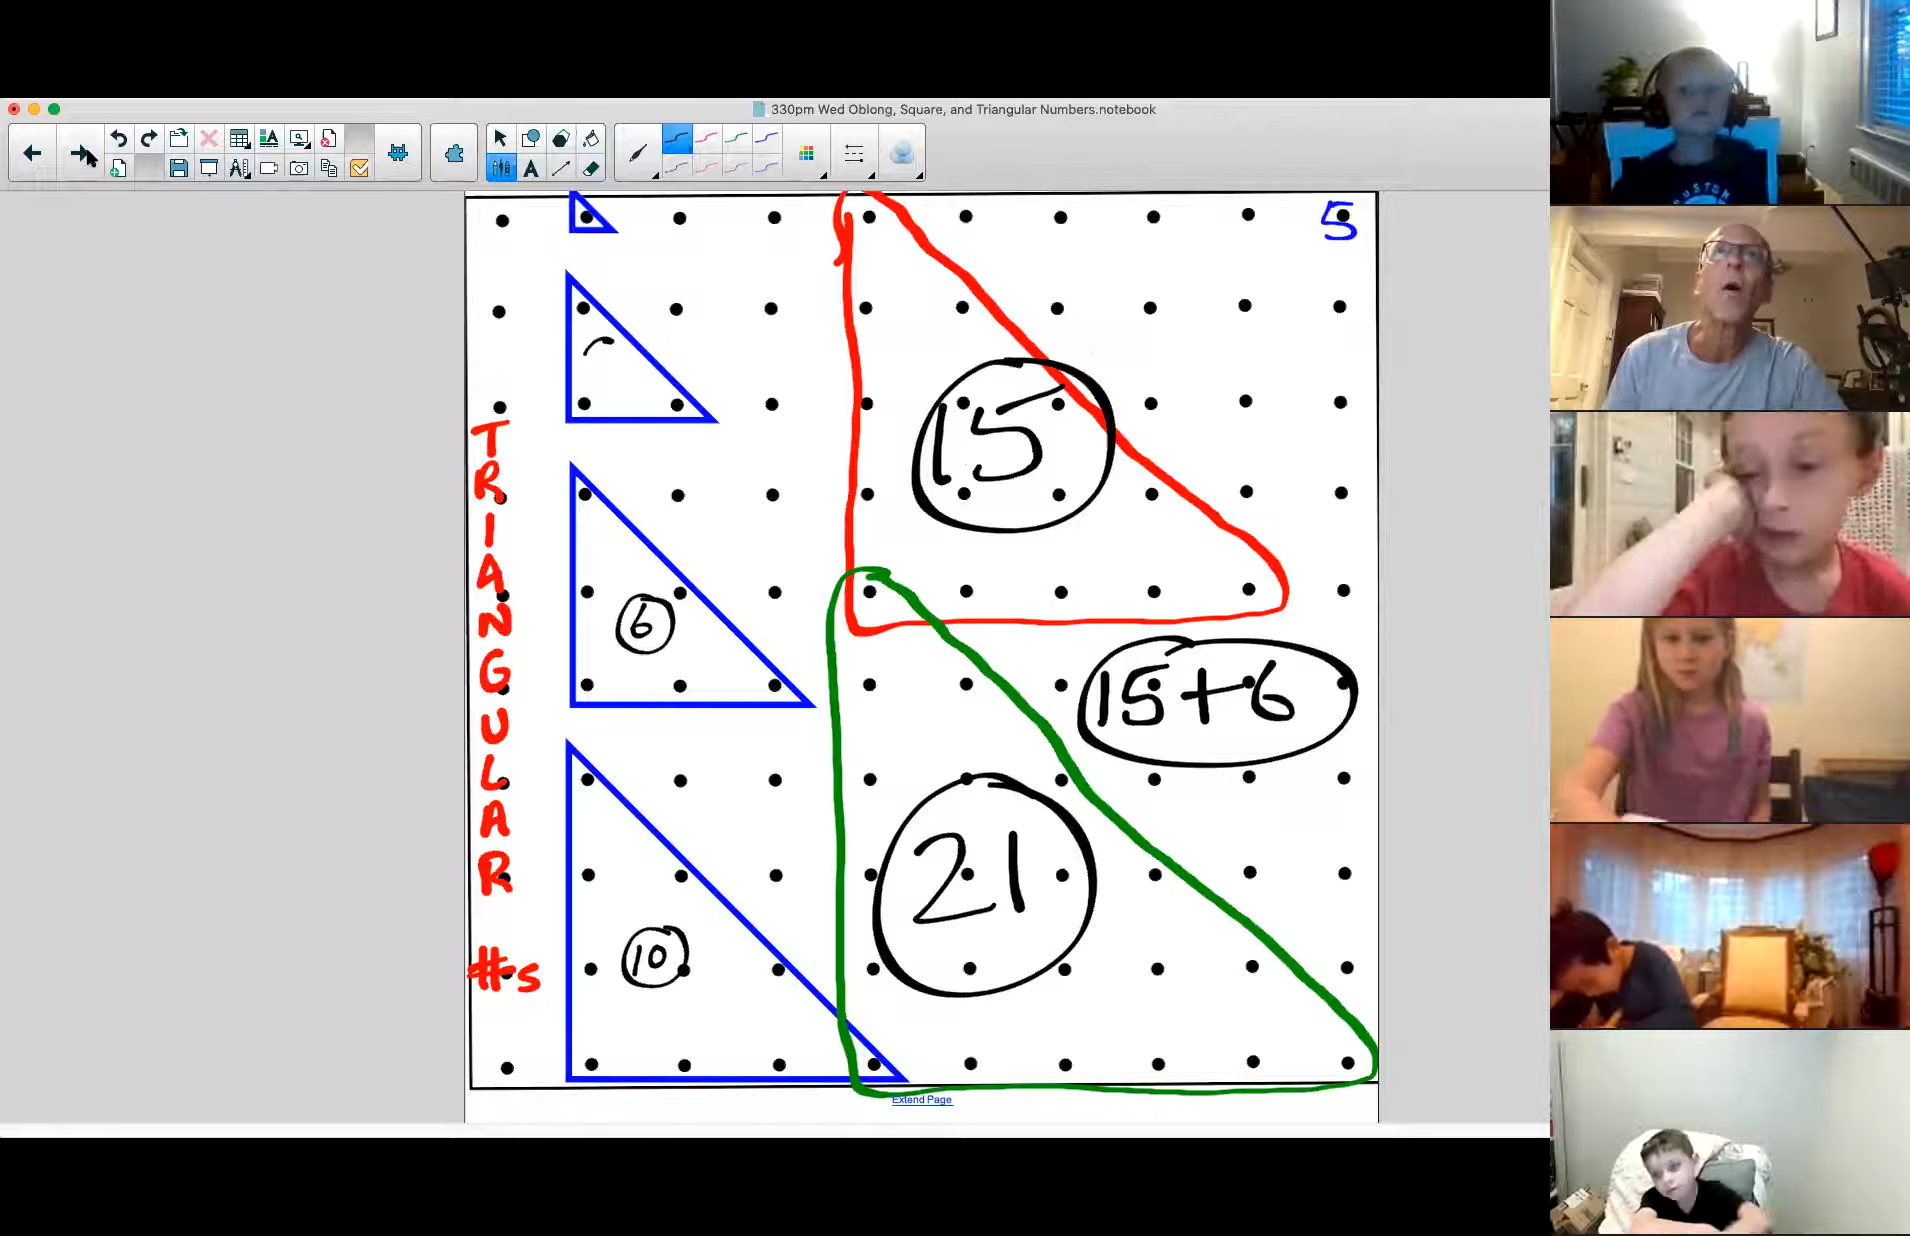 330pm Wed Oblong, Square, and Triangular Numbers.notebook
5
15
TRIANGULAR
#s
6
15+6
21
10
Extend Page